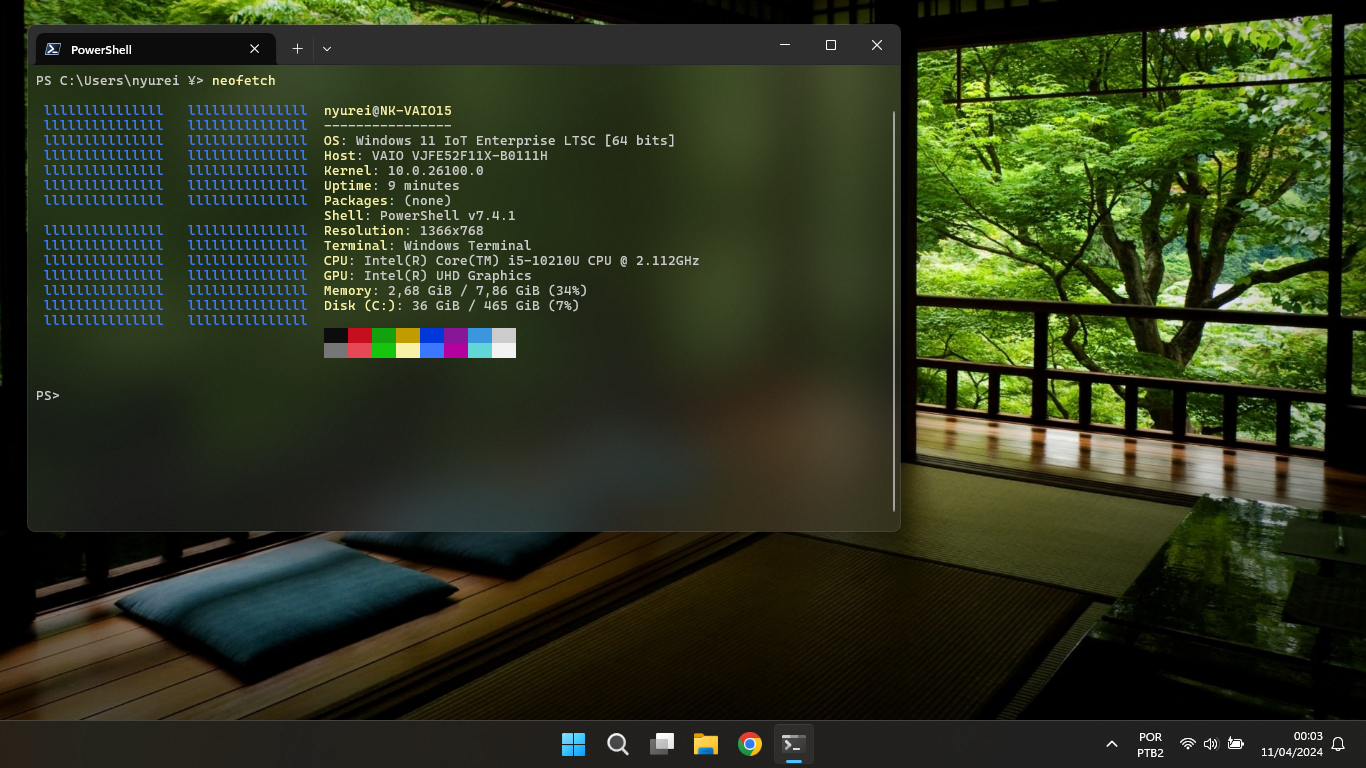 PowerShell
PS C:\Users\nyurei ¥> neofetch
lllllllllllllll   lllllllllllllll   nyurei@NK-VAIO15
lllllllllllllll   lllllllllllllll   ----------------
lllllllllllllll   lllllllllllllll   OS: Windows 11 IoT Enterprise LTSC [64 bits]
lllllllllllllll   lllllllllllllll   Host: VAIO VJFE52F11X-B0111H
lllllllllllllll   lllllllllllllll   Kernel: 10.0.26100.0
lllllllllllllll   lllllllllllllll   Uptime: 9 minutes
lllllllllllllll   lllllllllllllll   Packages: (none)
Shell: PowerShell v7.4.1
lllllllllllllll   lllllllllllllll   Resolution: 1366x768
lllllllllllllll   lllllllllllllll   Terminal: Windows Terminal
lllllllllllllll   lllllllllllllll   CPU: Intel(R) Core(TM) i5-10210U CPU @ 2.112GHz
lllllllllllllll   lllllllllllllll   GPU: Intel(R) UHD Graphics
lllllllllllllll   lllllllllllllll   Memory: 2,68 GiB / 7,86 GiB (34%)
lllllllllllllll   lllllllllllllll   Disk (C:): 36 GiB / 465 GiB (7%)
lllllllllllllll   lllllllllllllll
PS>
POR
PTB2
00:03
11/04/2024